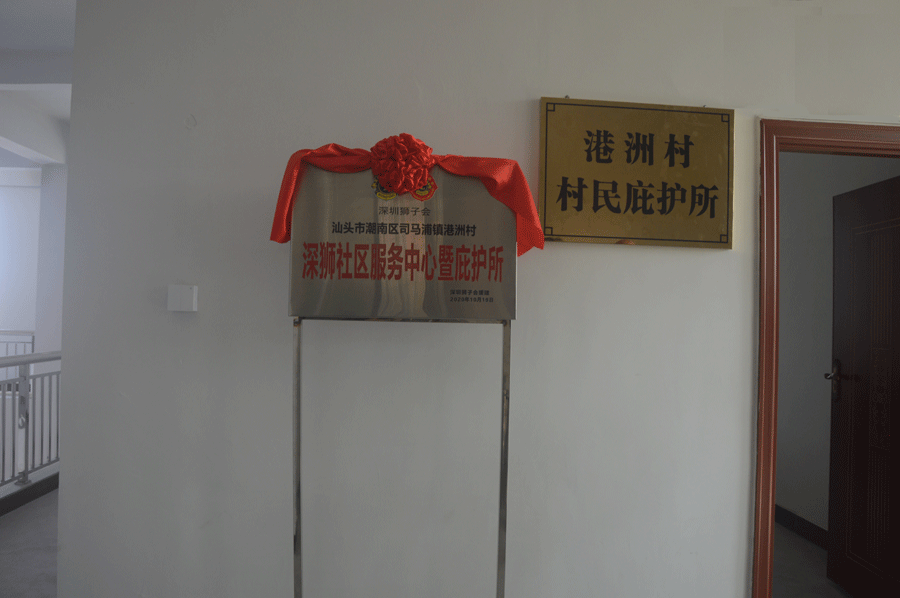 深圳狮子会
汕头市潮南区司马浦镇港洲村
深狮社区服务中心暨庇护所
港洲村
村民庇护所